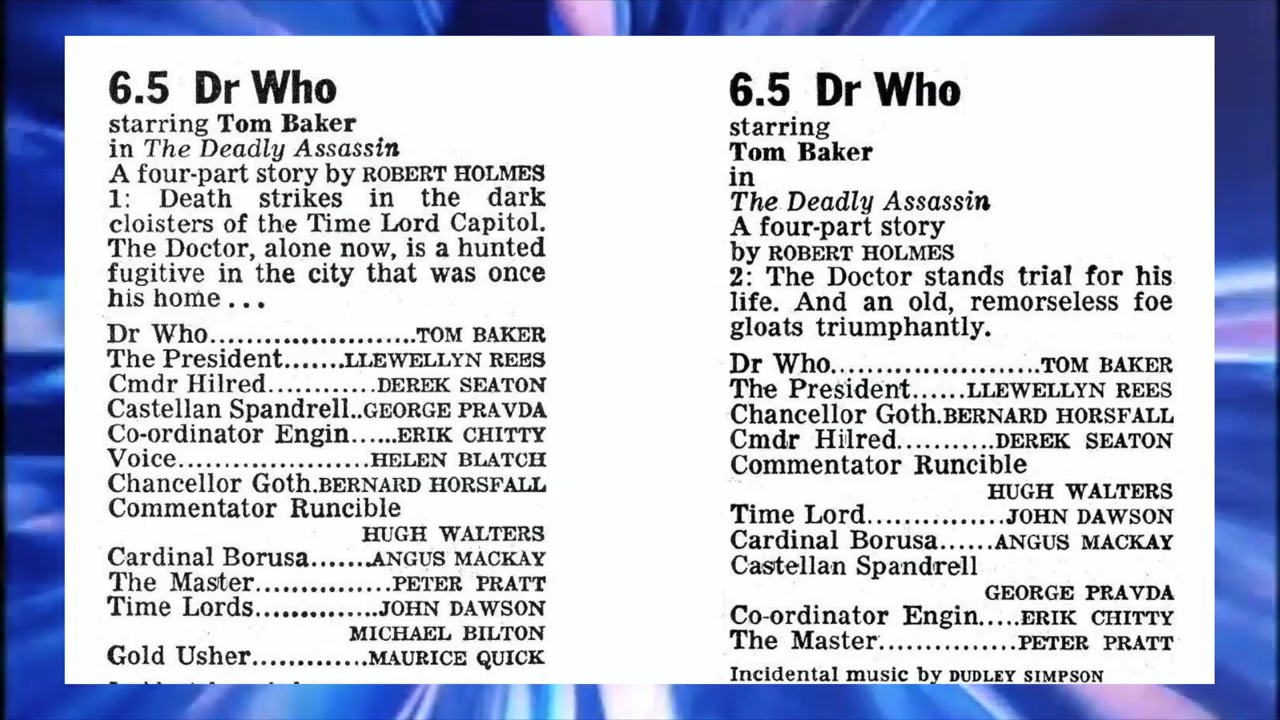 6.5 Dr Who
starring Tom Baker
in The Deadly Assassin
A four-part story by ROBERT HOLMES
1: Death strikes in the dark
cloisters of the Time Lord Capitol.
The Doctor, alone now, is a hunted
fugitive in the city that was once
his home ...
Dr Who......................TOM BAKER
The President.......LLEWELLYN REES
Cmdr Hilred............DEREK SEATON
Castellan Spandrell..GEORGE PRAVDA
Co-ordinator Engin......ERIK CHITTY
Voice....................HELEN BLATCH
Chancellor Goth.BERNARD HORSFALL
Commentator Runcible
HUGH WALTERS
Cardinal Borusa.......ANGUS MACKAY
The Master...............PETER PRATT
Time Lords..............JOHN DAWSON
MICHAEL BILTON
Gold Usher.............MAURICE QUICK
6.5 Dr Who
starring
Tom Baker
in
The Deadly Assassin
A four-part story
by ROBERT HOLMES
2: The Doctor stands trial for his
life. And an old, remorseless foe
gloats triumphantly.
Dr Who......................TOM BAKER
The President......LLEWELLYN REES
Chancellor Goth.BERNARD HORSFALL
Cmdr Hilred...........DEREK SEATON
Commentator Runcible
HUGH WALTERS
Time Lord...............JOHN DAWSON
Cardinal Borusa......ANGUS MACKAY
Castellan Spandrell
GEORGE PRAVDA
Co-ordinator Engin.....ERIK CHITTY
The Master...............PETER PRATT
Incidental music by DUDLEY SIMPSON